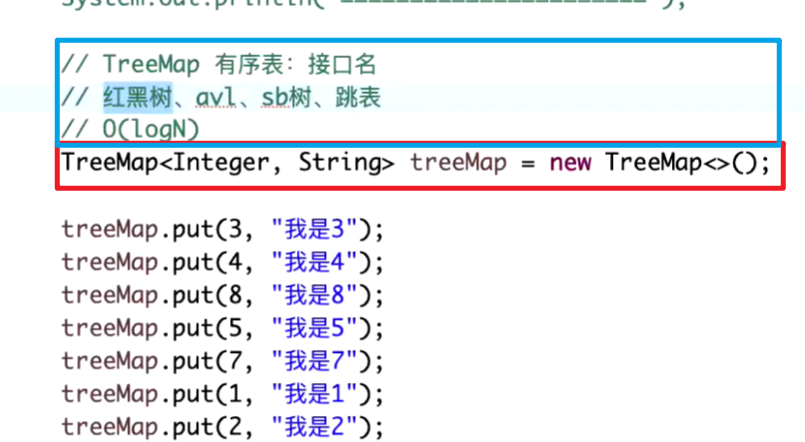 System.out.println("========================");
// TreeMap 有序表：接口名
// 红黑树、avl、sb树、跳表
// O(logN)
TreeMap<Integer, String> treeMap = new TreeMap<>();
treeMap.put(3, "我是3");
treeMap.put(4, "我是4");
treeMap.put(8, "我是8");
treeMap.put(5, "我是5");
treeMap.put(7, "我是7");
treeMap.put(1, "我是1");
treeMap.put(2, "我是2");